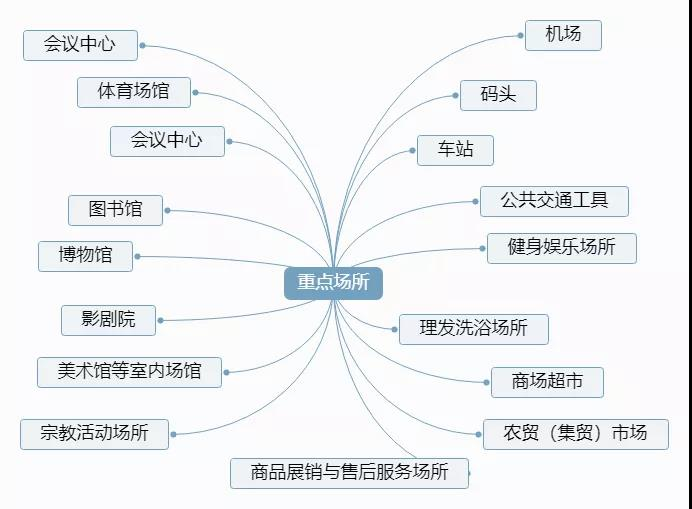 会议中心
体育场馆
会议中心
图书馆
博物馆
影剧院
美术馆等室内场馆
宗教活动场所
重点场所
机场
码头
车站
公共交通工具
健身娱乐场所
理发洗浴场所
商场超市
农贸（集贸）市场
商品展销与售后服务场所